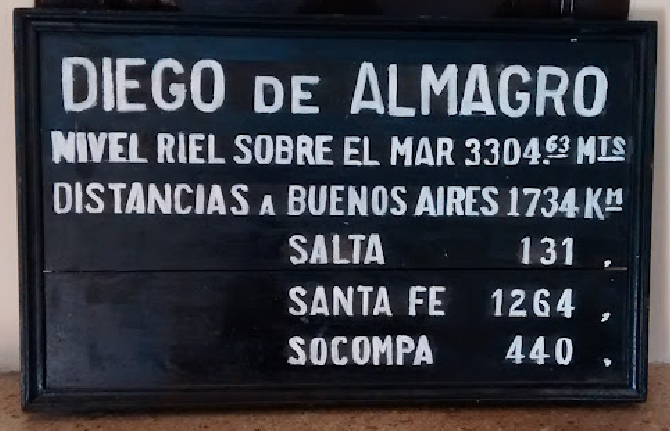 DIEGO DE ALMAGRO
NIVEL RIEL SOBRE EL MAR 3304.63 MTS
DISTANCIAS A BUENOS AIRES 1734 KM
SALTA 131 ,
SANTA FE 1264 ,
SOCOMPA 440 ,